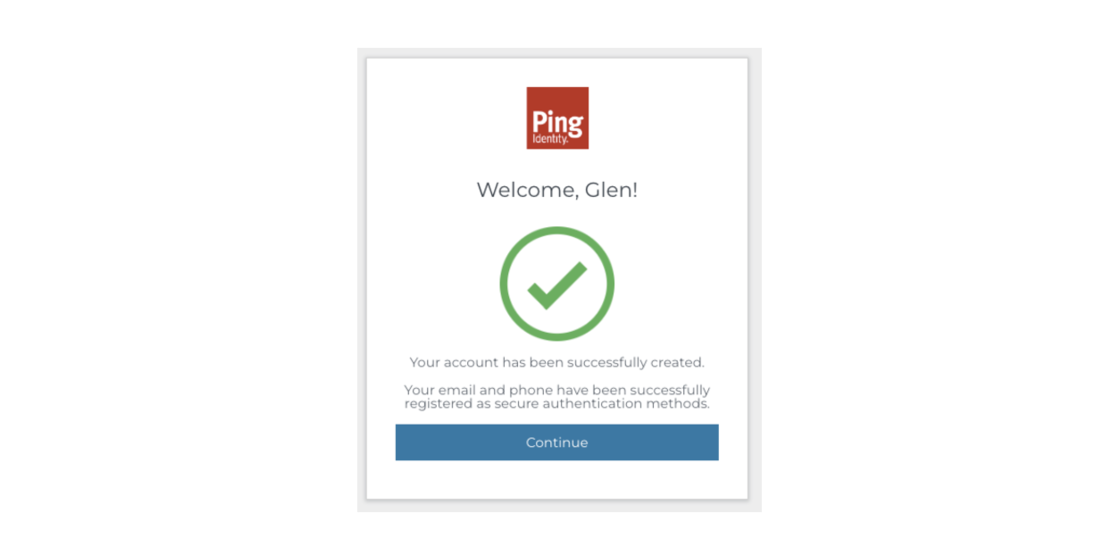 Ping
Identity.
Welcome, Glen!
Your account has been successfully created.
Your email and phone have been successfully
registered as secure authentication methods.
Continue